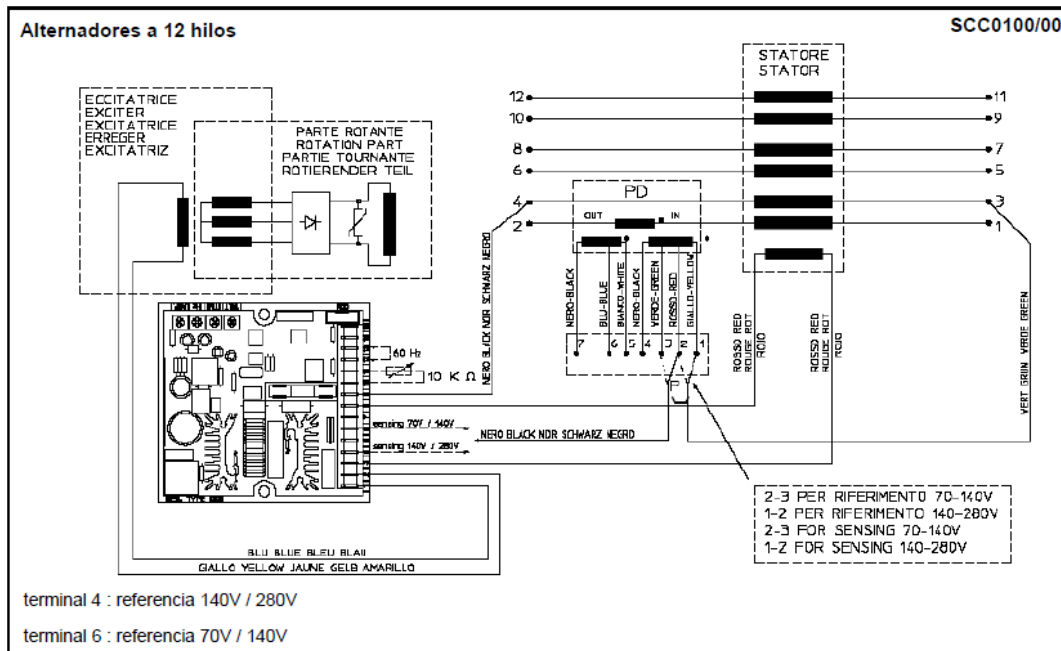 Alternadores a 12 hilos
SCC0100/00
STATORE
STATOR
ECCITATRICE
EXCITER
EXCITATRICE
ERREGER
EXCITATRIZ
PARTE ROTANTE
ROTATION PART
PARTIE TOURNANTE
ROTIERENDER TEIL
12
10
8
6
4
2
11
9
7
5
3
1
PD
OUT
IN
NERO-BLACK
BLU-BLUE
BIANCO-WHITE
NERO-BLACK
VERDE-GREEN
ROSSO-RED
GIALLO-YELLOW
7
6
5
4
3
2
1
NERO BLACK NOIR SCHWARZ NEGRO
ROSSO RED
ROUGE ROT
ROJO
ROSSO RED
ROUGE ROT
ROJO
VERT GRÜN VERDE GREEN
60 Hz
10 K Ω
sensing 70V / 140V
sensing 140V / 280V
NERO BLACK NOIR SCHWARZ NEGRO
P
2-3 PER RIFERIMENTO 70-140V
1-2 PER RIFERIMENTO 140-280V
2-3 FOR SENSING 70-140V
1-2 FOR SENSING 140-280V
BLU BLUE BLEU BLAU
GIALLO YELLOW JAUNE GELB AMARILLO
terminal 4 : referencia 140V / 280V
terminal 6 : referencia 70V / 140V